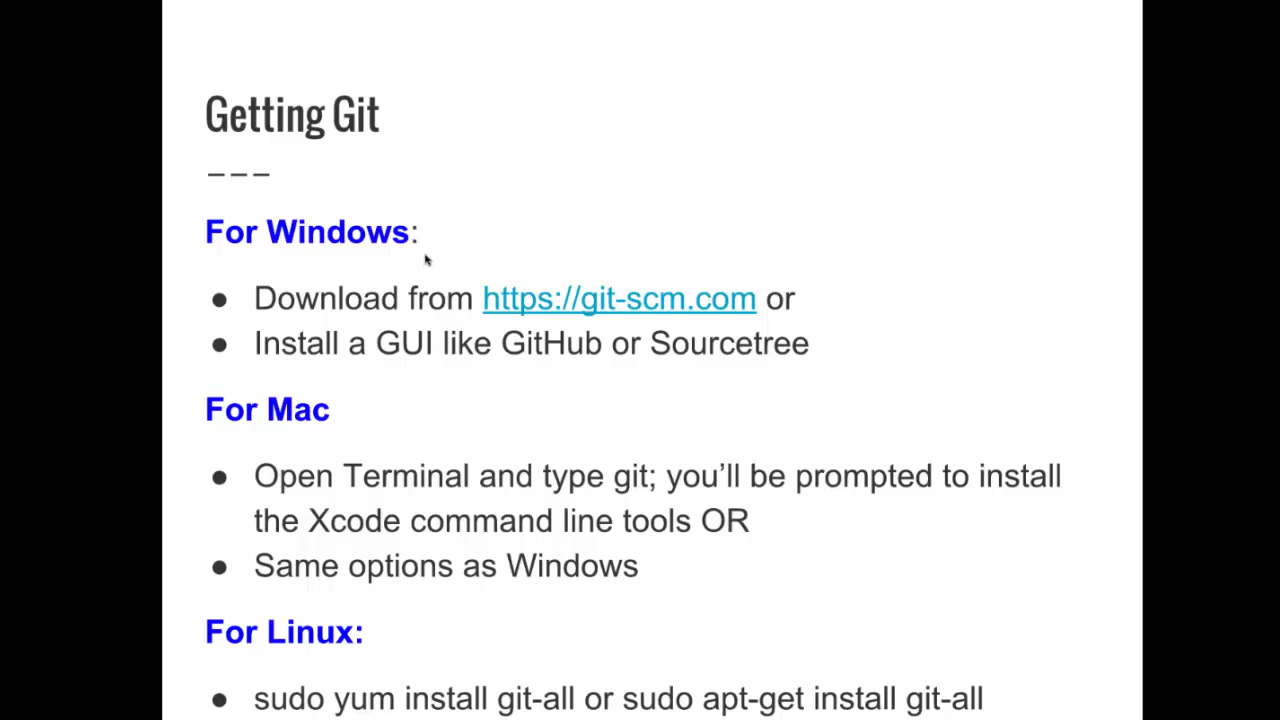 Getting Git
---
For Windows:
● Download from https://git-scm.com or
● Install a GUI like GitHub or Sourcetree
For Mac
● Open Terminal and type git; you’ll be prompted to install
the Xcode command line tools OR
● Same options as Windows
For Linux:
● sudo yum install git-all or sudo apt-get install git-all